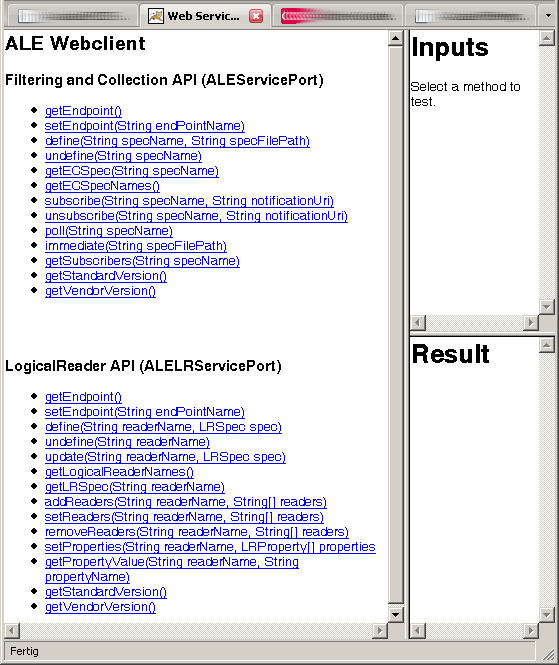 Web Servic...
ALE Webclient
Filtering and Collection API (ALEServicePort)
getEndpoint()
setEndpoint(String endPointName)
define(String specName, String specFilePath)
undefine(String specName)
getECSpec(String specName)
getECSpecNames()
subscribe(String specName, String notificationUri)
unsubscribe(String specName, String notificationUri)
poll(String specName)
immediate(String specFilePath)
getSubscribers(String specName)
getStandardVersion()
getVendorVersion()
LogicalReader API (ALELRServicePort)
getEndpoint()
setEndpoint(String endPointName)
define(String readerName, LRSpec spec)
undefine(String readerName)
update(String readerName, LRSpec spec)
getLogicalReaderNames()
getLRSpec(String readerName)
addReaders(String readerName, String[] readers)
setReaders(String readerName, String[] readers)
removeReaders(String readerName, String[] readers)
setProperties(String readerName, LRProperty[] properties
getPropertyValue(String readerName, String
propertyName)
getStandardVersion()
getVendorVersion()
Inputs
Select a method to
test.
Result
Fertig